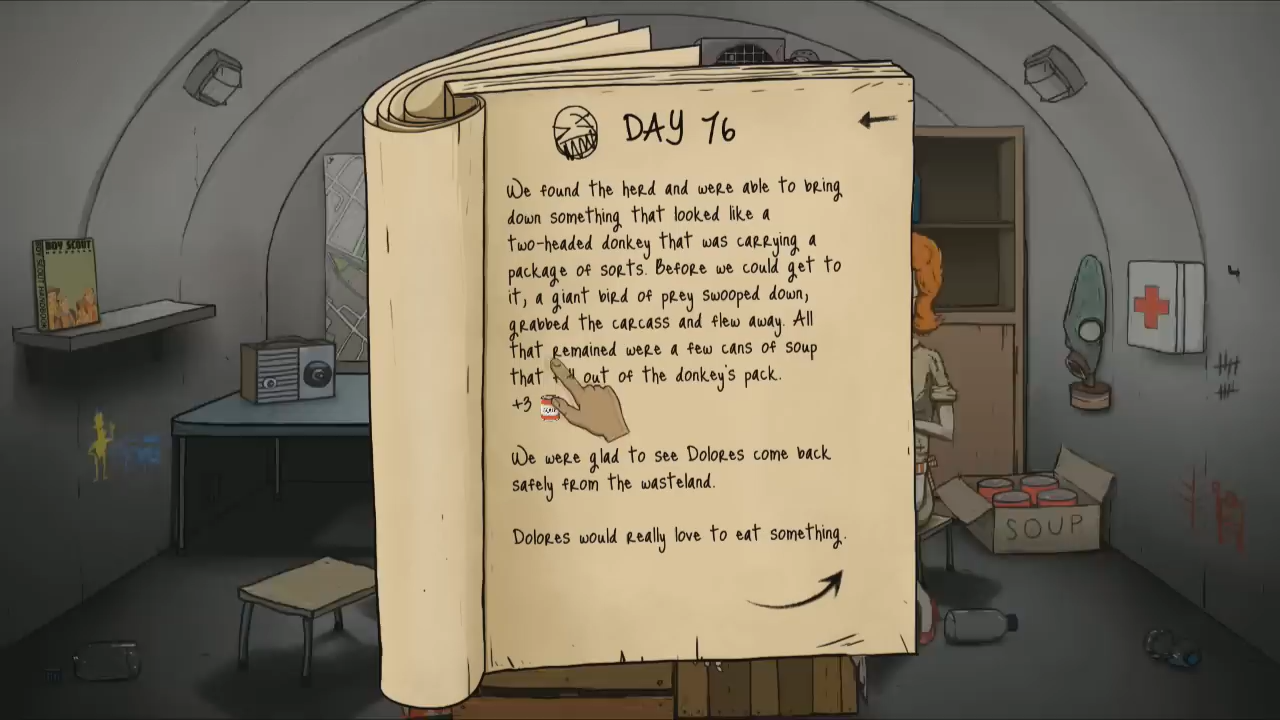 DAY 76
We found the herd and were able to bring
down something that looked like a
two-headed donkey that was carrying a
package of sorts. Before we could get to
it, a giant bird of prey swooped down,
grabbed the carcass and flew away. All
that remained were a few cans of soup
that out of the donkey's pack.
+3
We were glad to see Dolores come back
safely from the wasteland.
Dolores would really love to eat something.
BOY SCOUT
BOY SCOUT HANDBOOK
SOUP